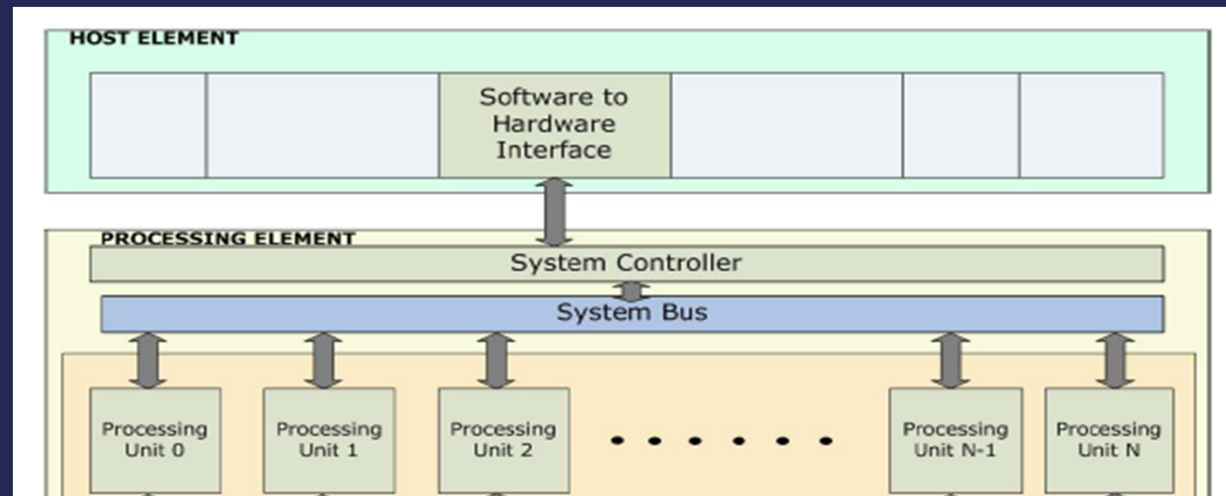 HOST ELEMENT
Software to
Hardware
Interface
PROCESSING ELEMENT
System Controller
System Bus
Processing
Unit 0
Processing
Unit 1
Processing
Unit 2
Processing
Unit N-1
Processing
Unit N